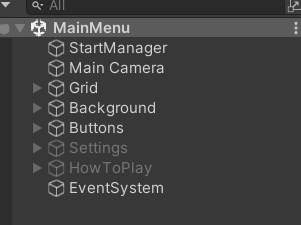 All
MainMenu
StartManager
Main Camera
Grid
Background
Buttons
Settings
HowToPlay
EventSystem